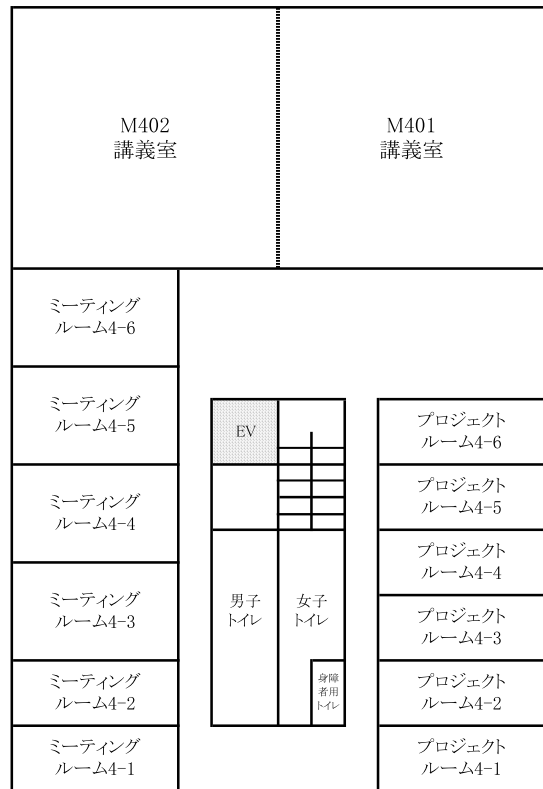 M402
講義室
M401
講義室
ミーティング
ルーム4-6
ミーティング
ルーム4-5
ミーティング
ルーム4-4
ミーティング
ルーム4-3
ミーティング
ルーム4-2
ミーティング
ルーム4-1
EV
男子
トイレ
女子
トイレ
身障
者用
トイレ
プロジェクト
ルーム4-6
プロジェクト
ルーム4-5
プロジェクト
ルーム4-4
プロジェクト
ルーム4-3
プロジェクト
ルーム4-2
プロジェクト
ルーム4-1